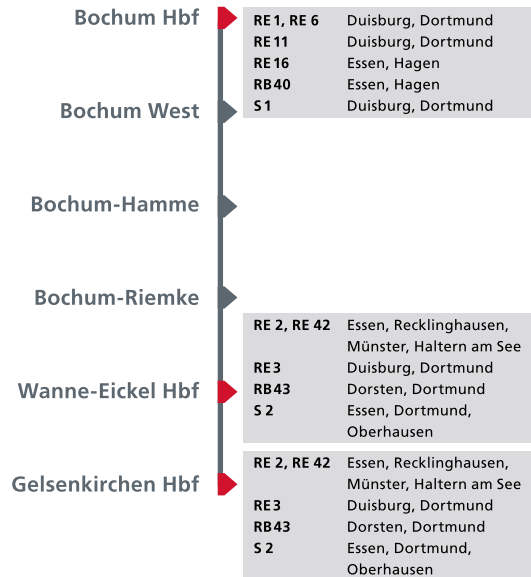 Bochum Hbf
RE 1, RE 6 Duisburg, Dortmund
RE 11 Duisburg, Dortmund
RE 16 Essen, Hagen
RB 40 Essen, Hagen
S 1 Duisburg, Dortmund
Bochum West
Bochum-Hamme
Bochum-Riemke
Wanne-Eickel Hbf
RE 2, RE 42 Essen, Recklinghausen,
Münster, Haltern am See
RE 3 Duisburg, Dortmund
RB 43 Dorsten, Dortmund
S 2 Essen, Dortmund,
Oberhausen
Gelsenkirchen Hbf
RE 2, RE 42 Essen, Recklinghausen,
Münster, Haltern am See
RE 3 Duisburg, Dortmund
RB 43 Dorsten, Dortmund
S 2 Essen, Dortmund,
Oberhausen